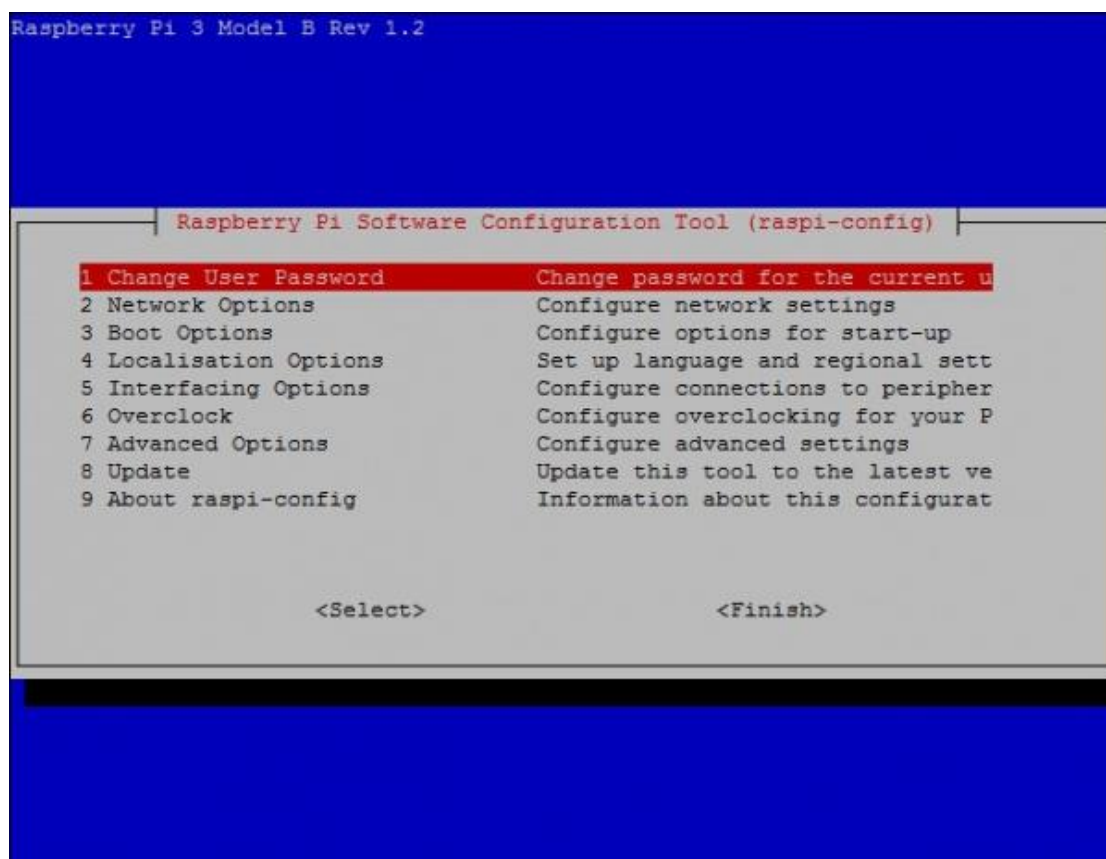 Raspberry Pi 3 Model B Rev 1.2
Raspberry Pi Software Configuration Tool (raspi-config)
1 Change User Password Change password for the current u
2 Network Options Configure network settings
3 Boot Options Configure options for start-up
4 Localisation Options Set up language and regional sett
5 Interfacing Options Configure connections to peripher
6 Overclock Configure overclocking for your P
7 Advanced Options Configure advanced settings
8 Update Update this tool to the latest ve
9 About raspi-config Information about this configurat
<Select> <Finish>